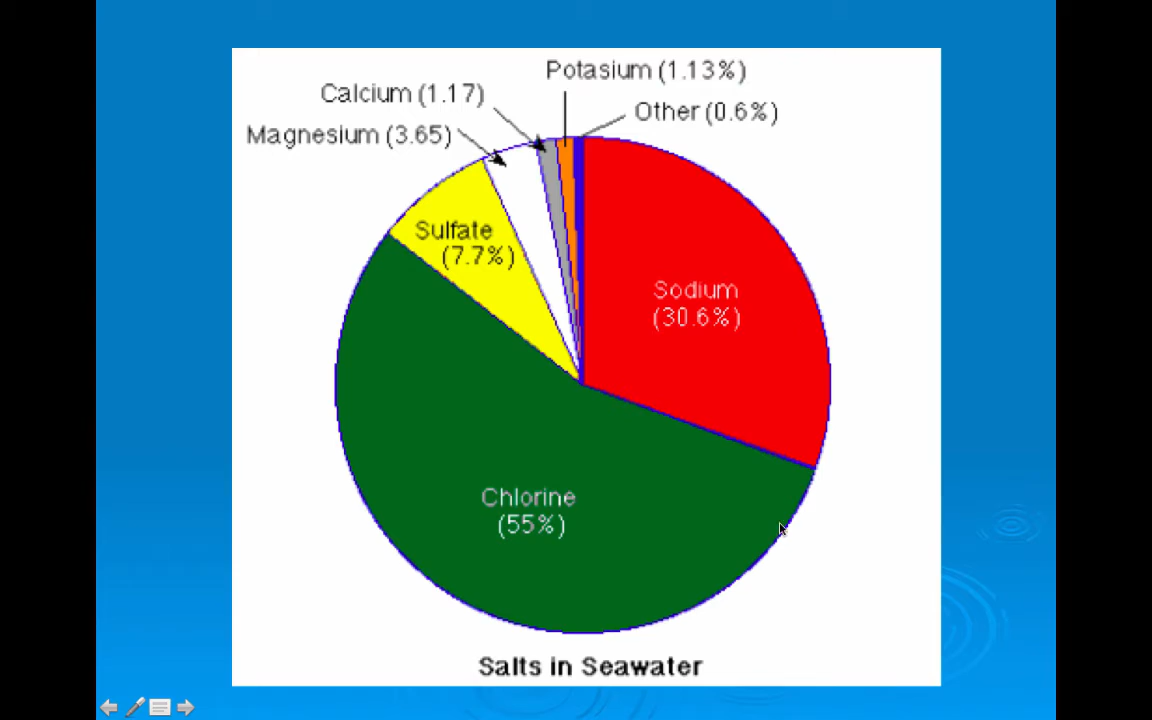 Potasium (1.13%)
Calcium (1.17)
Other (0.6%)
Magnesium (3.65)
Sulfate
(7.7%)
Sodium
(30.6%)
Chlorine
(55%)
Salts in Seawater